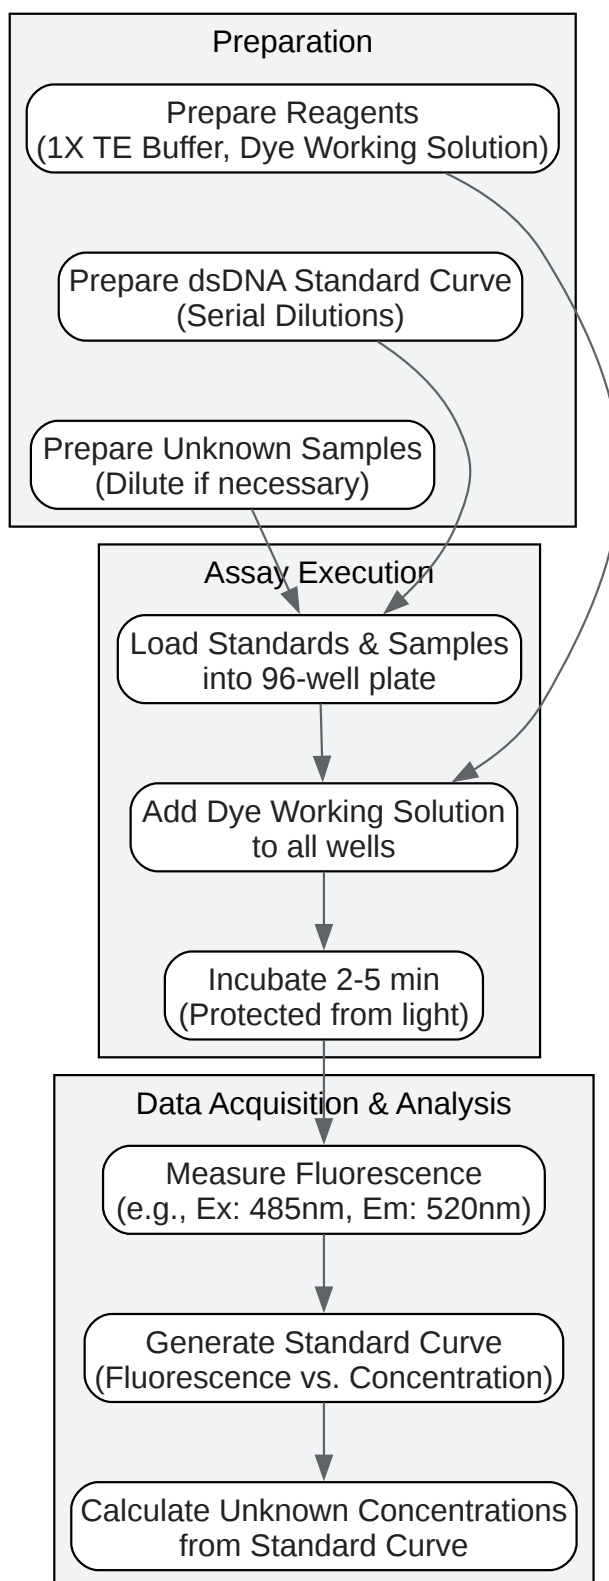 Preparation
Prepare Reagents
(1X TE Buffer, Dye Working Solution)
Prepare dsDNA Standard Curve
(Serial Dilutions)
Prepare Unknown Samples
(Dilute if necessary)
Assay Execution
Load Standards & Samples
into 96-well plate
Add Dye Working Solution
to all wells
Incubate 2-5 min
(Protected from light)
Data Acquisition & Analysis
Measure Fluorescence
(e.g., Ex: 485nm, Em: 520nm)
Generate Standard Curve
(Fluorescence vs. Concentration)
Calculate Unknown Concentrations
from Standard Curve